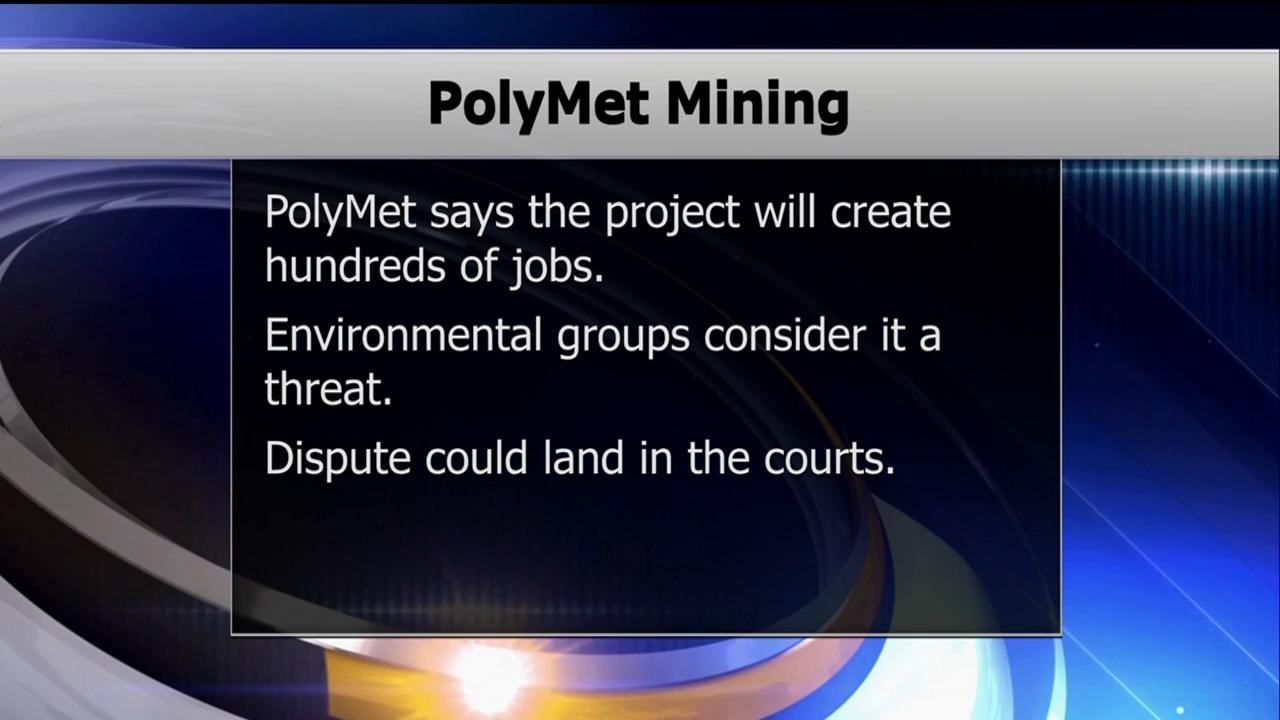 PolyMet Mining
PolyMet says the project will create
hundreds of jobs.
Environmental groups consider it a
threat.
Dispute could land in the courts.